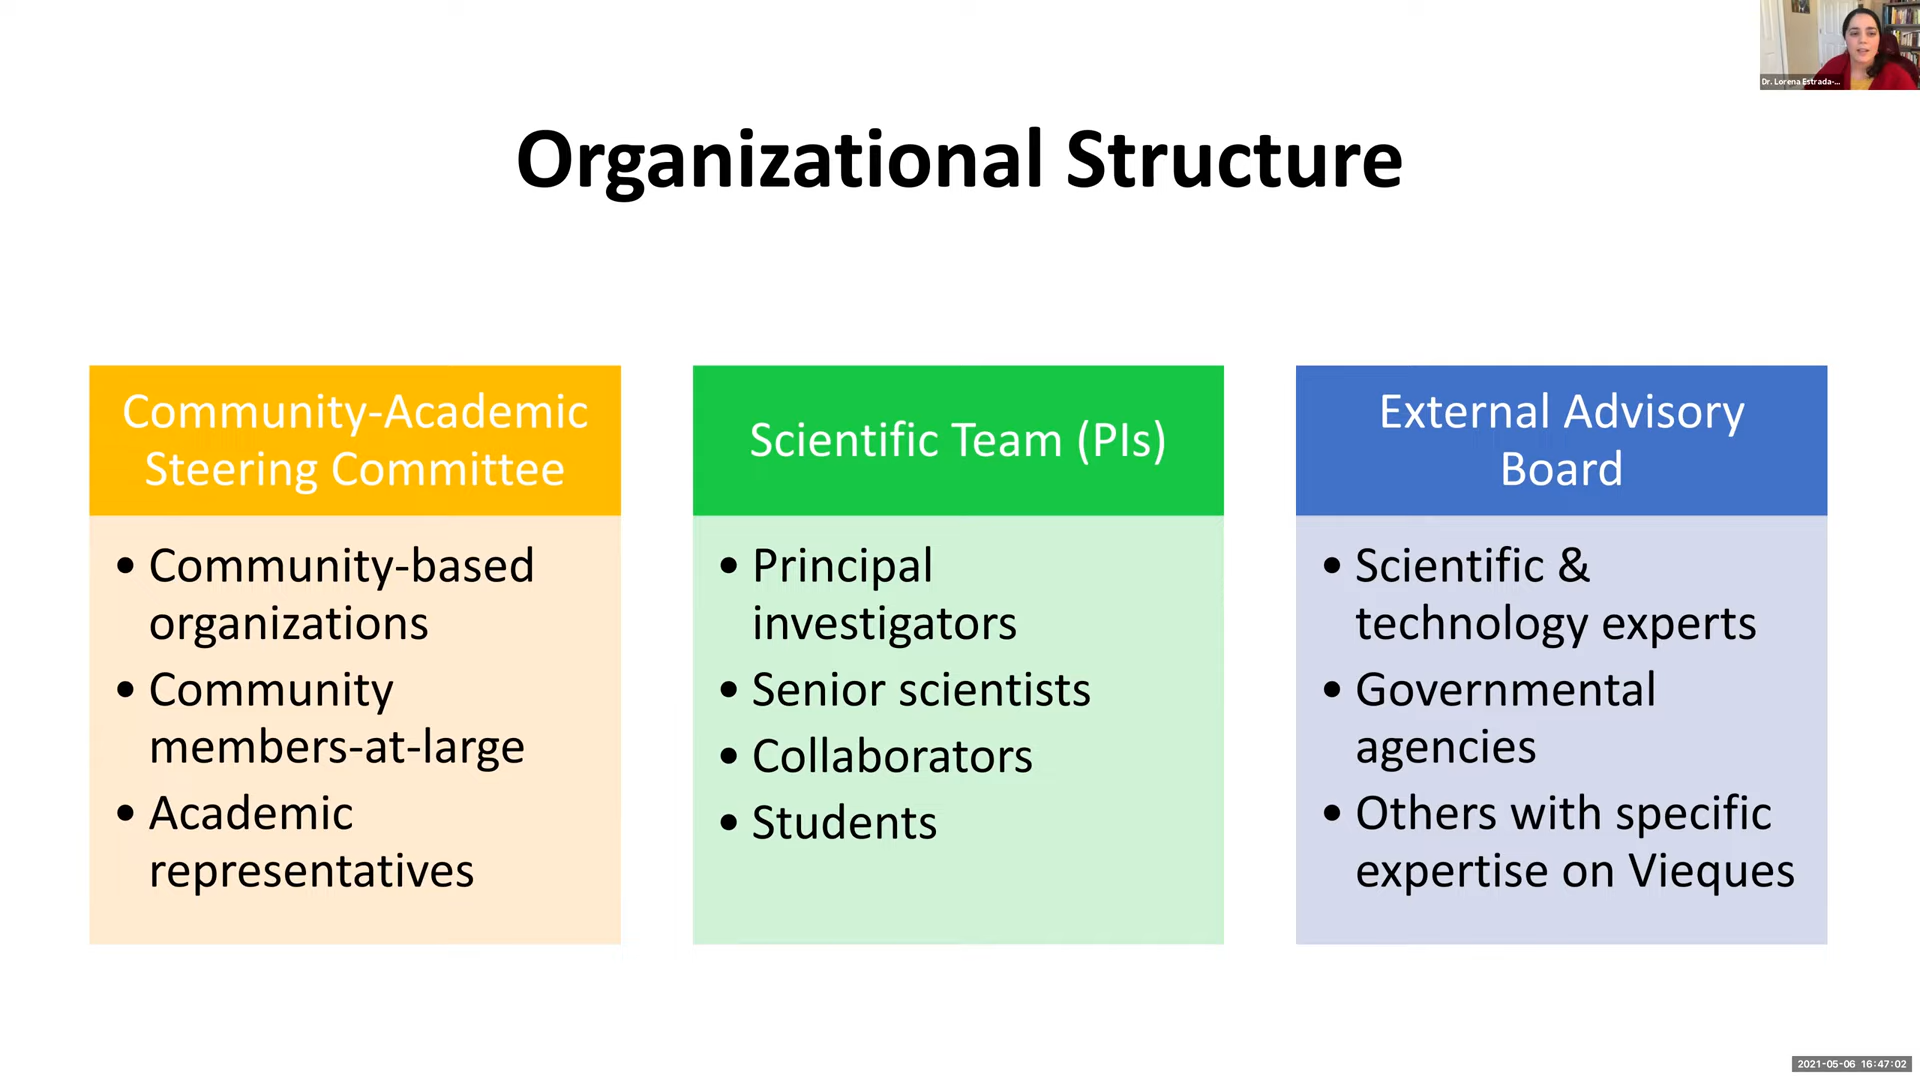 Dr. Lorena Estrada-...
Organizational Structure
Community-Academic
Steering Committee
• Community-based
organizations
• Community
members-at-large
• Academic
representatives
Scientific Team (PIs)
• Principal
investigators
• Senior scientists
• Collaborators
• Students
External Advisory
Board
• Scientific &
technology experts
• Governmental
agencies
• Others with specific
expertise on Vieques
2021-05-06 16:47:02